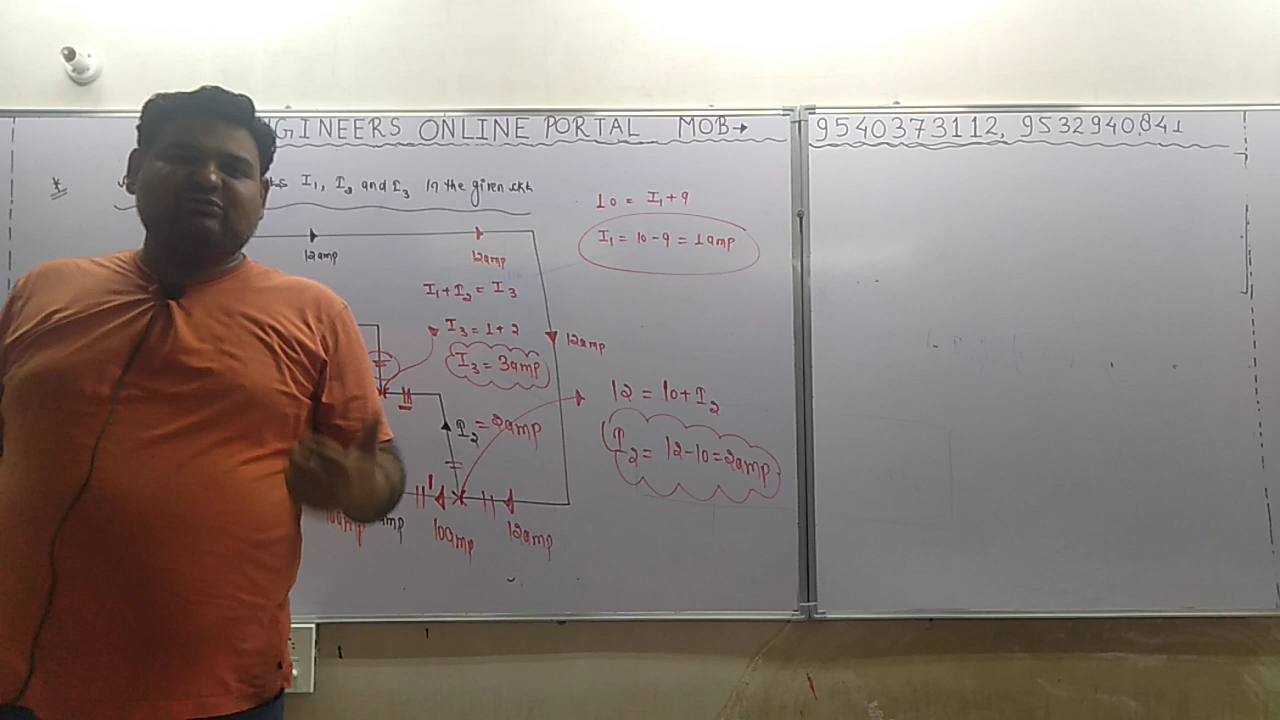 NGINEERS ONLINE PORTAL MOB→ 9540373112, 9532940841
I₁, I₂ and I₃ in the given ckt
10 = I₁+9
I₁ = 10-9 = 1amp
12amp
12amp
I₁+I₂ = I₃
I₃ = 1+2
I₃ = 3amp
12amp
12 = 10+I₂
I₂ = 12-10=2amp
I₂ = 2amp
10amp
10amp
12amp